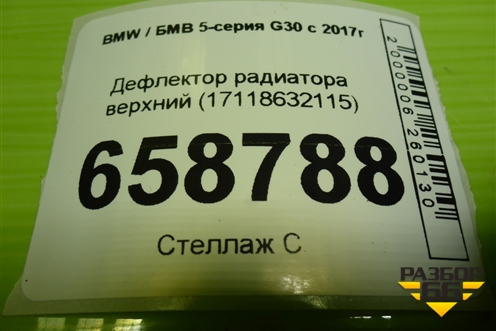 BMW / БМВ 5-серия G30 с 2017г
Дефлектор радиатора
верхний (17118632115)
658788
Стеллаж С
2000006260130
РАЗБОР
66